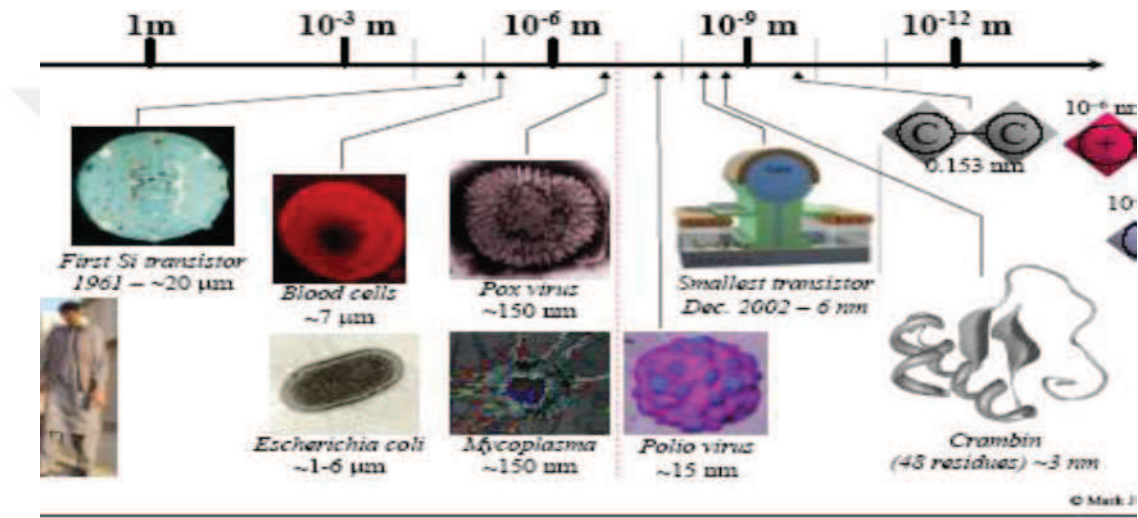 1m 10⁻³ m 10⁻⁶ m 10⁻⁹ m 10⁻¹² m
C C
0.153 nm
+
First Si transistor
1961 – ~20 μm
Blood cells
~7 μm
Pox virus
~150 nm
Smallest transistor
Dec. 2002 – 6 nm
Escherichia coli
~1-6 μm
Mycoplasma
~150 nm
Polio virus
~15 nm
Crambin
(48 residues) ~3 nm
© Mark